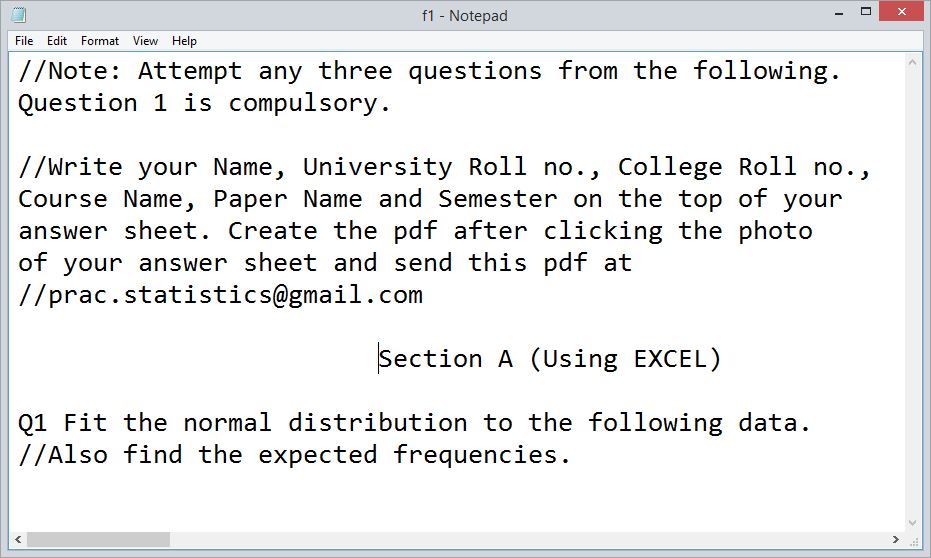 f1 - Notepad
File Edit Format View Help
//Note: Attempt any three questions from the following.
Question 1 is compulsory.
//Write your Name, University Roll no., College Roll no.,
Course Name, Paper Name and Semester on the top of your
answer sheet. Create the pdf after clicking the photo
of your answer sheet and send this pdf at
//prac.statistics@gmail.com
Section A (Using EXCEL)
Q1 Fit the normal distribution to the following data.
//Also find the expected frequencies.